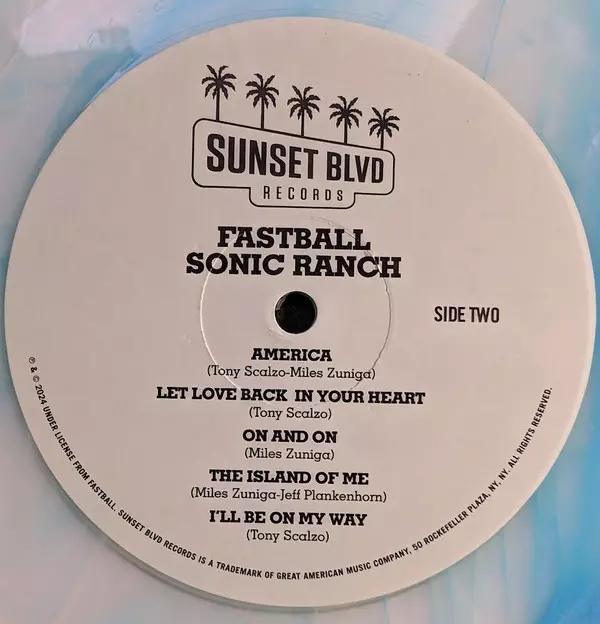 SUNSET BLVD
RECORDS
FASTBALL
SONIC RANCH
SIDE TWO
AMERICA
(Tony Scalzo-Miles Zuniga)
LET LOVE BACK IN YOUR HEART
(Tony Scalzo)
ON AND ON
(Miles Zuniga)
THE ISLAND OF ME
(Miles Zuniga-Jeff Plankenhorn)
I'LL BE ON MY WAY
(Tony Scalzo)
℗ & © 2024 UNDER LICENSE FROM FASTBALL. SUNSET BLVD RECORDS IS A TRADEMARK OF GREAT AMERICAN MUSIC COMPANY, 50 ROCKEFELLER PLAZA, NY, NY. ALL RIGHTS RESERVED.